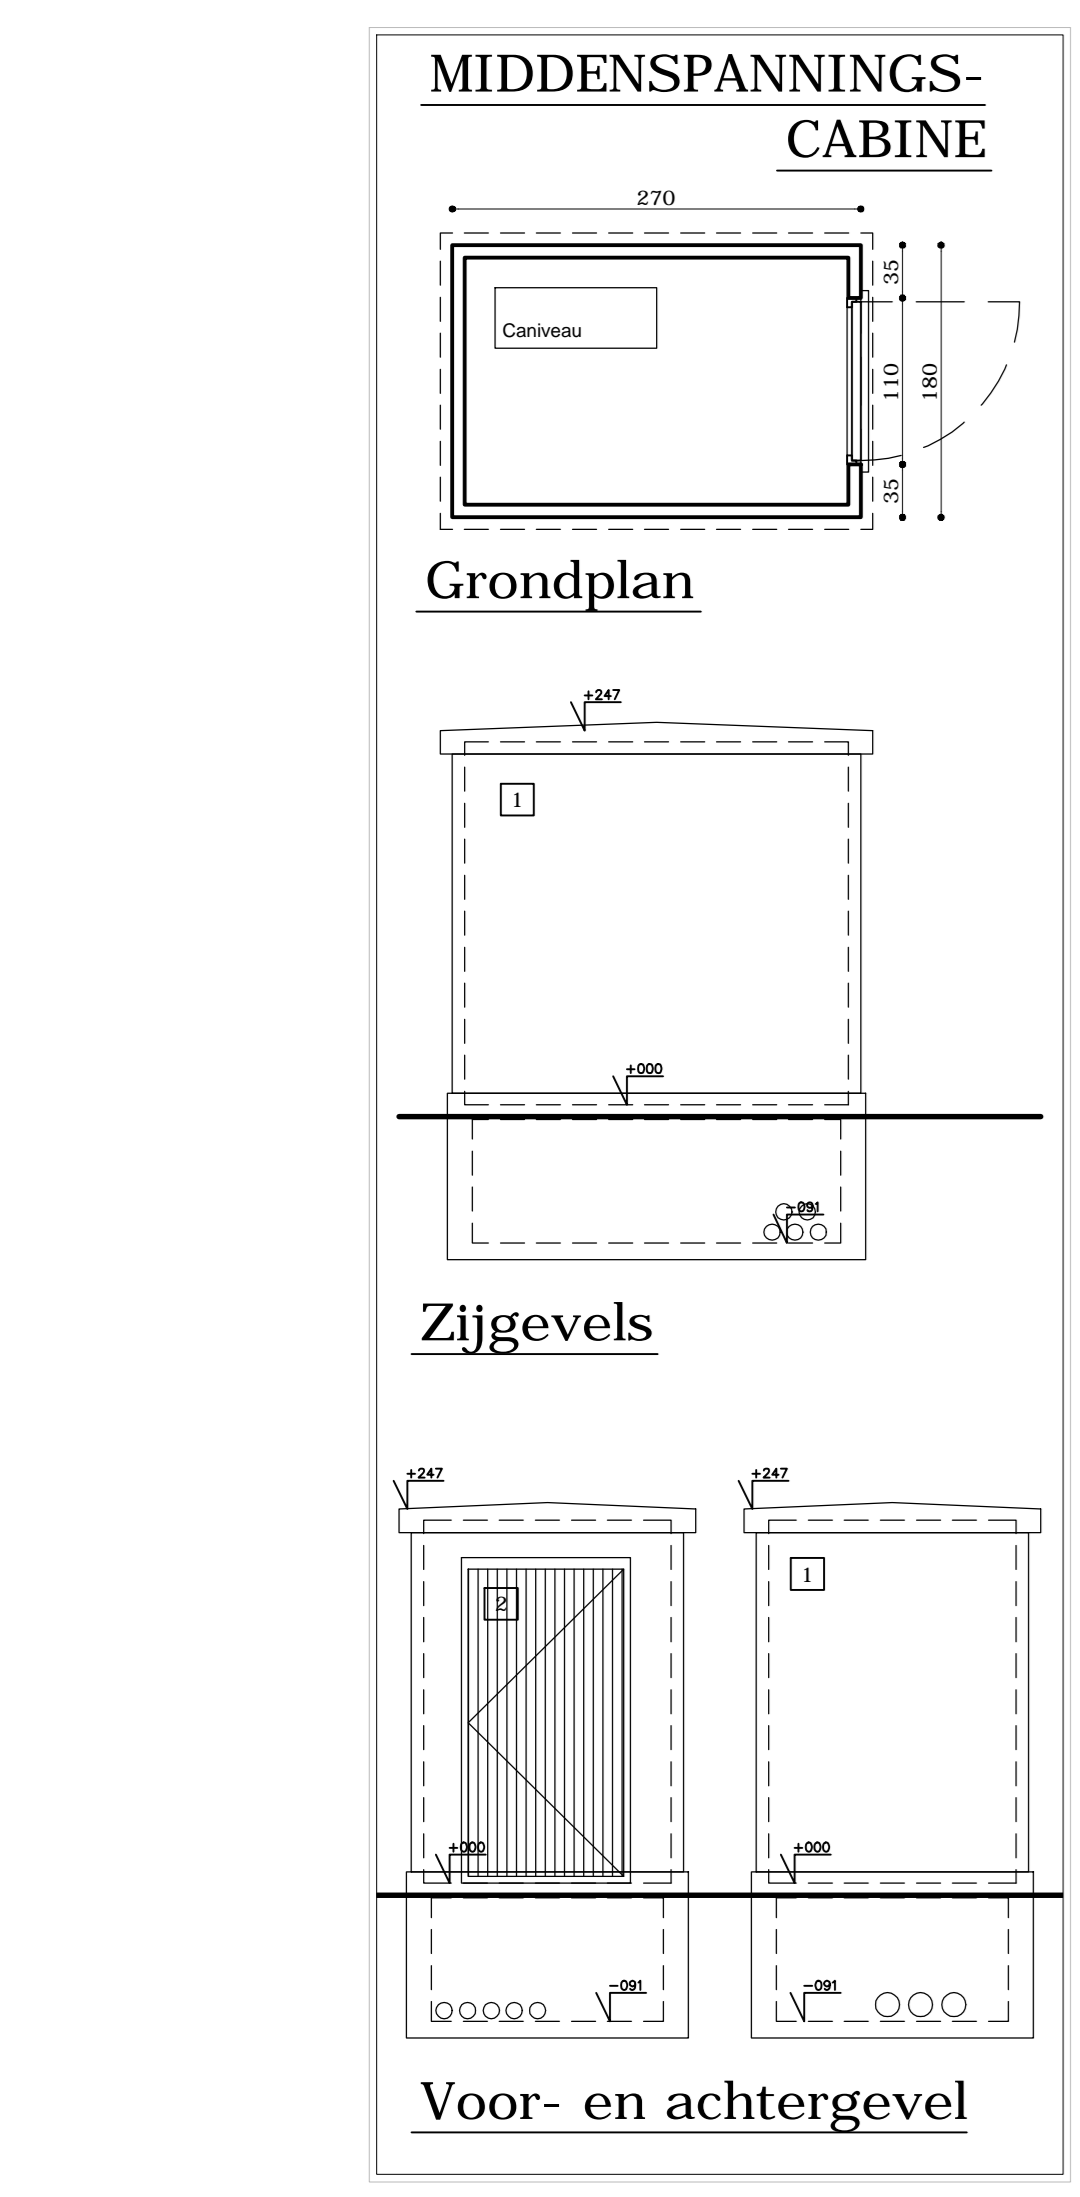 MIDDENSPANNINGS-
CABINE
270
35
110
180
35
Caniveau
Grondplan
+247
1
+000
-091
Zijgevels
+247
+247
1
2
+000
+000
-091
-091
Voor- en achtergevel